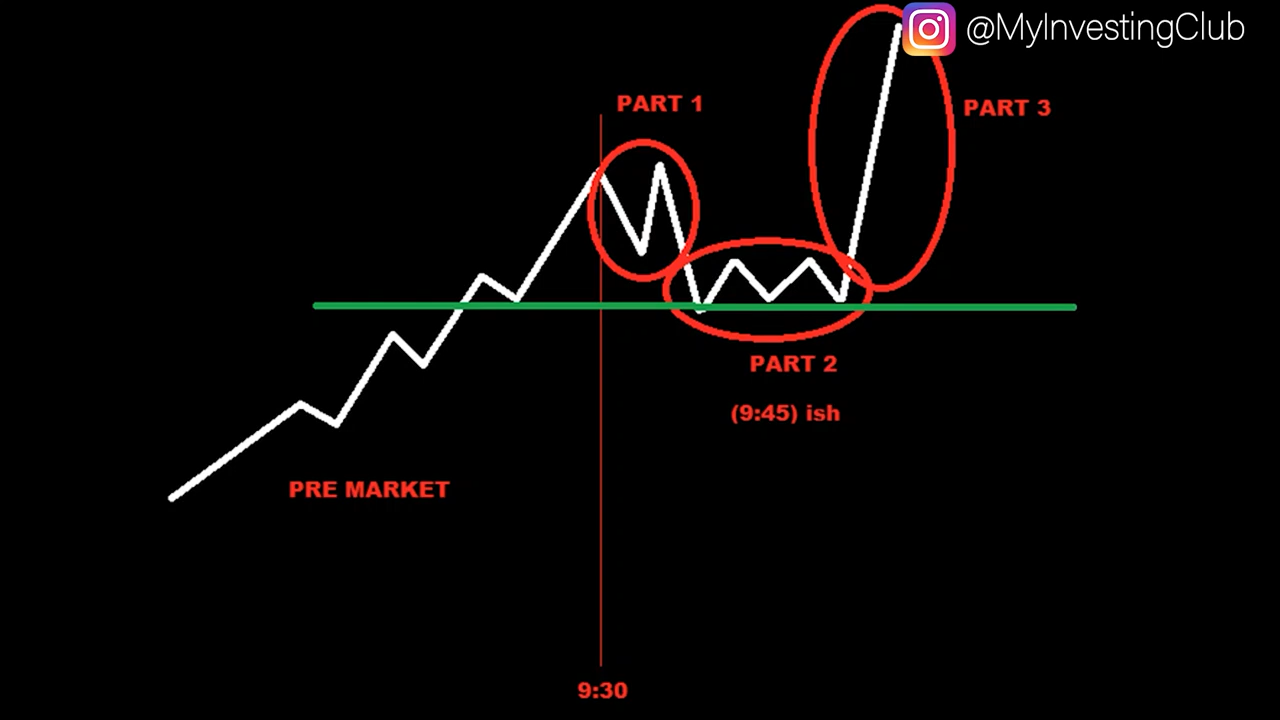 @MyInvestingClub
PART 1
PART 3
PART 2
(9:45) ish
PRE MARKET
9:30